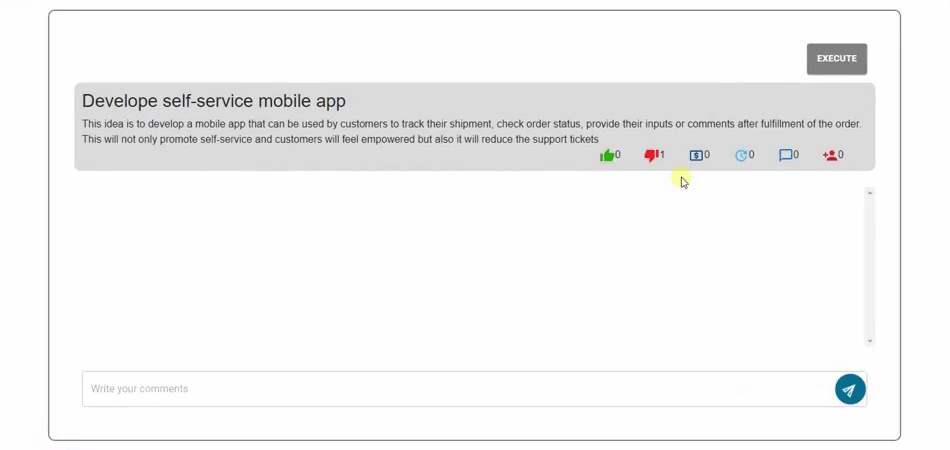 EXECUTE
Develope self-service mobile app
This idea is to develop a mobile app that can be used by customers to track their shipment, check order status, provide their inputs or comments after fulfillment of the order.
This will not only promote self-service and customers will feel empowered but also it will reduce the support tickets
0 1 0 0 0 0
Write your comments